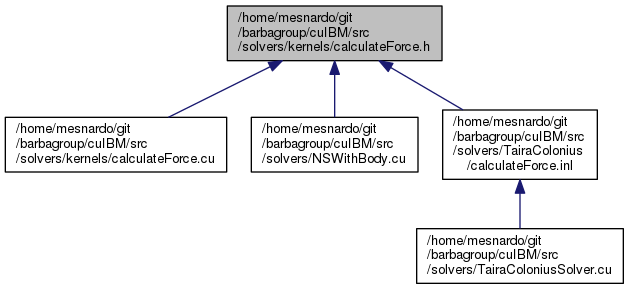 /home/mesnardo/git
/barbagroup/cuIBM/src
/solvers/kernels/calculateForce.h
/home/mesnardo/git
/barbagroup/cuIBM/src
/solvers/kernels/calculateForce.cu
/home/mesnardo/git
/barbagroup/cuIBM/src
/solvers/NSWithBody.cu
/home/mesnardo/git
/barbagroup/cuIBM/src
/solvers/TairaColonius
/calculateForce.inl
/home/mesnardo/git
/barbagroup/cuIBM/src
/solvers/TairaColoniusSolver.cu